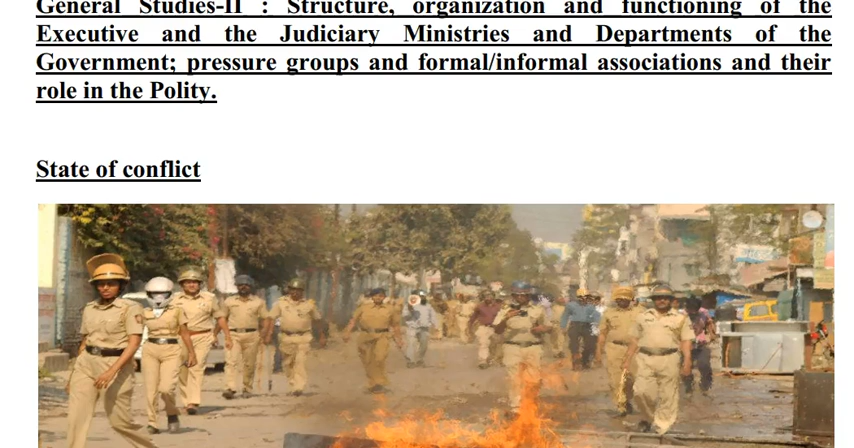 General Studies-II : Structure, organization and functioning of the
Executive and the Judiciary Ministries and Departments of the
Government; pressure groups and formal/informal associations and their
role in the Polity.
State of conflict